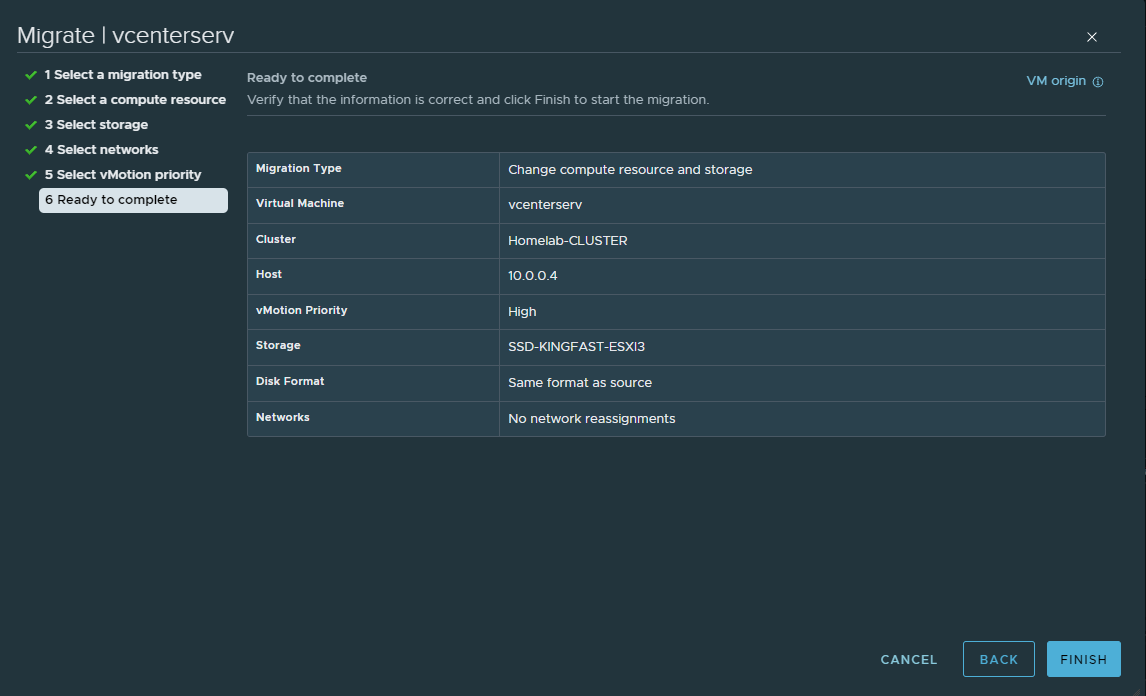 Migrate | vcenterserv
1 Select a migration type
2 Select a compute resource
3 Select storage
4 Select networks
5 Select vMotion priority
6 Ready to complete
Ready to complete
Verify that the information is correct and click Finish to start the migration.
VM origin
Migration Type Change compute resource and storage
Virtual Machine vcenterserv
Cluster Homelab-CLUSTER
Host 10.0.0.4
vMotion Priority High
Storage SSD-KINGFAST-ESXI3
Disk Format Same format as source
Networks No network reassignments
CANCEL BACK FINISH